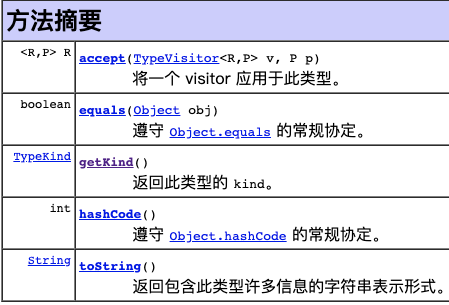 方法摘要
<R,P> R accept(TypeVisitor<R,P> v, P p)
将一个 visitor 应用于此类型。
boolean equals(Object obj)
遵守 Object.equals 的常规协定。
TypeKind getKind()
返回此类型的 kind。
int hashCode()
遵守 Object.hashCode 的常规协定。
String toString()
返回包含此类型许多信息的字符串表示形式。